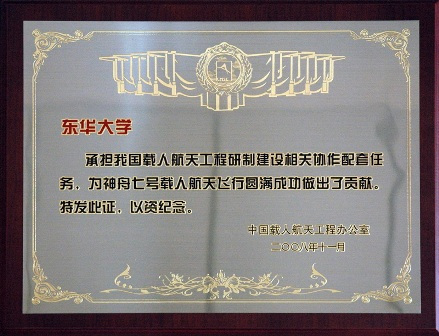 东华大学
承担我国载人航天工程研制建设相关协作配套任
务，为神舟七号载人航天飞行圆满成功做出了贡献。
特发此证，以资纪念。
中国载人航天工程办公室
二〇〇八年十一月